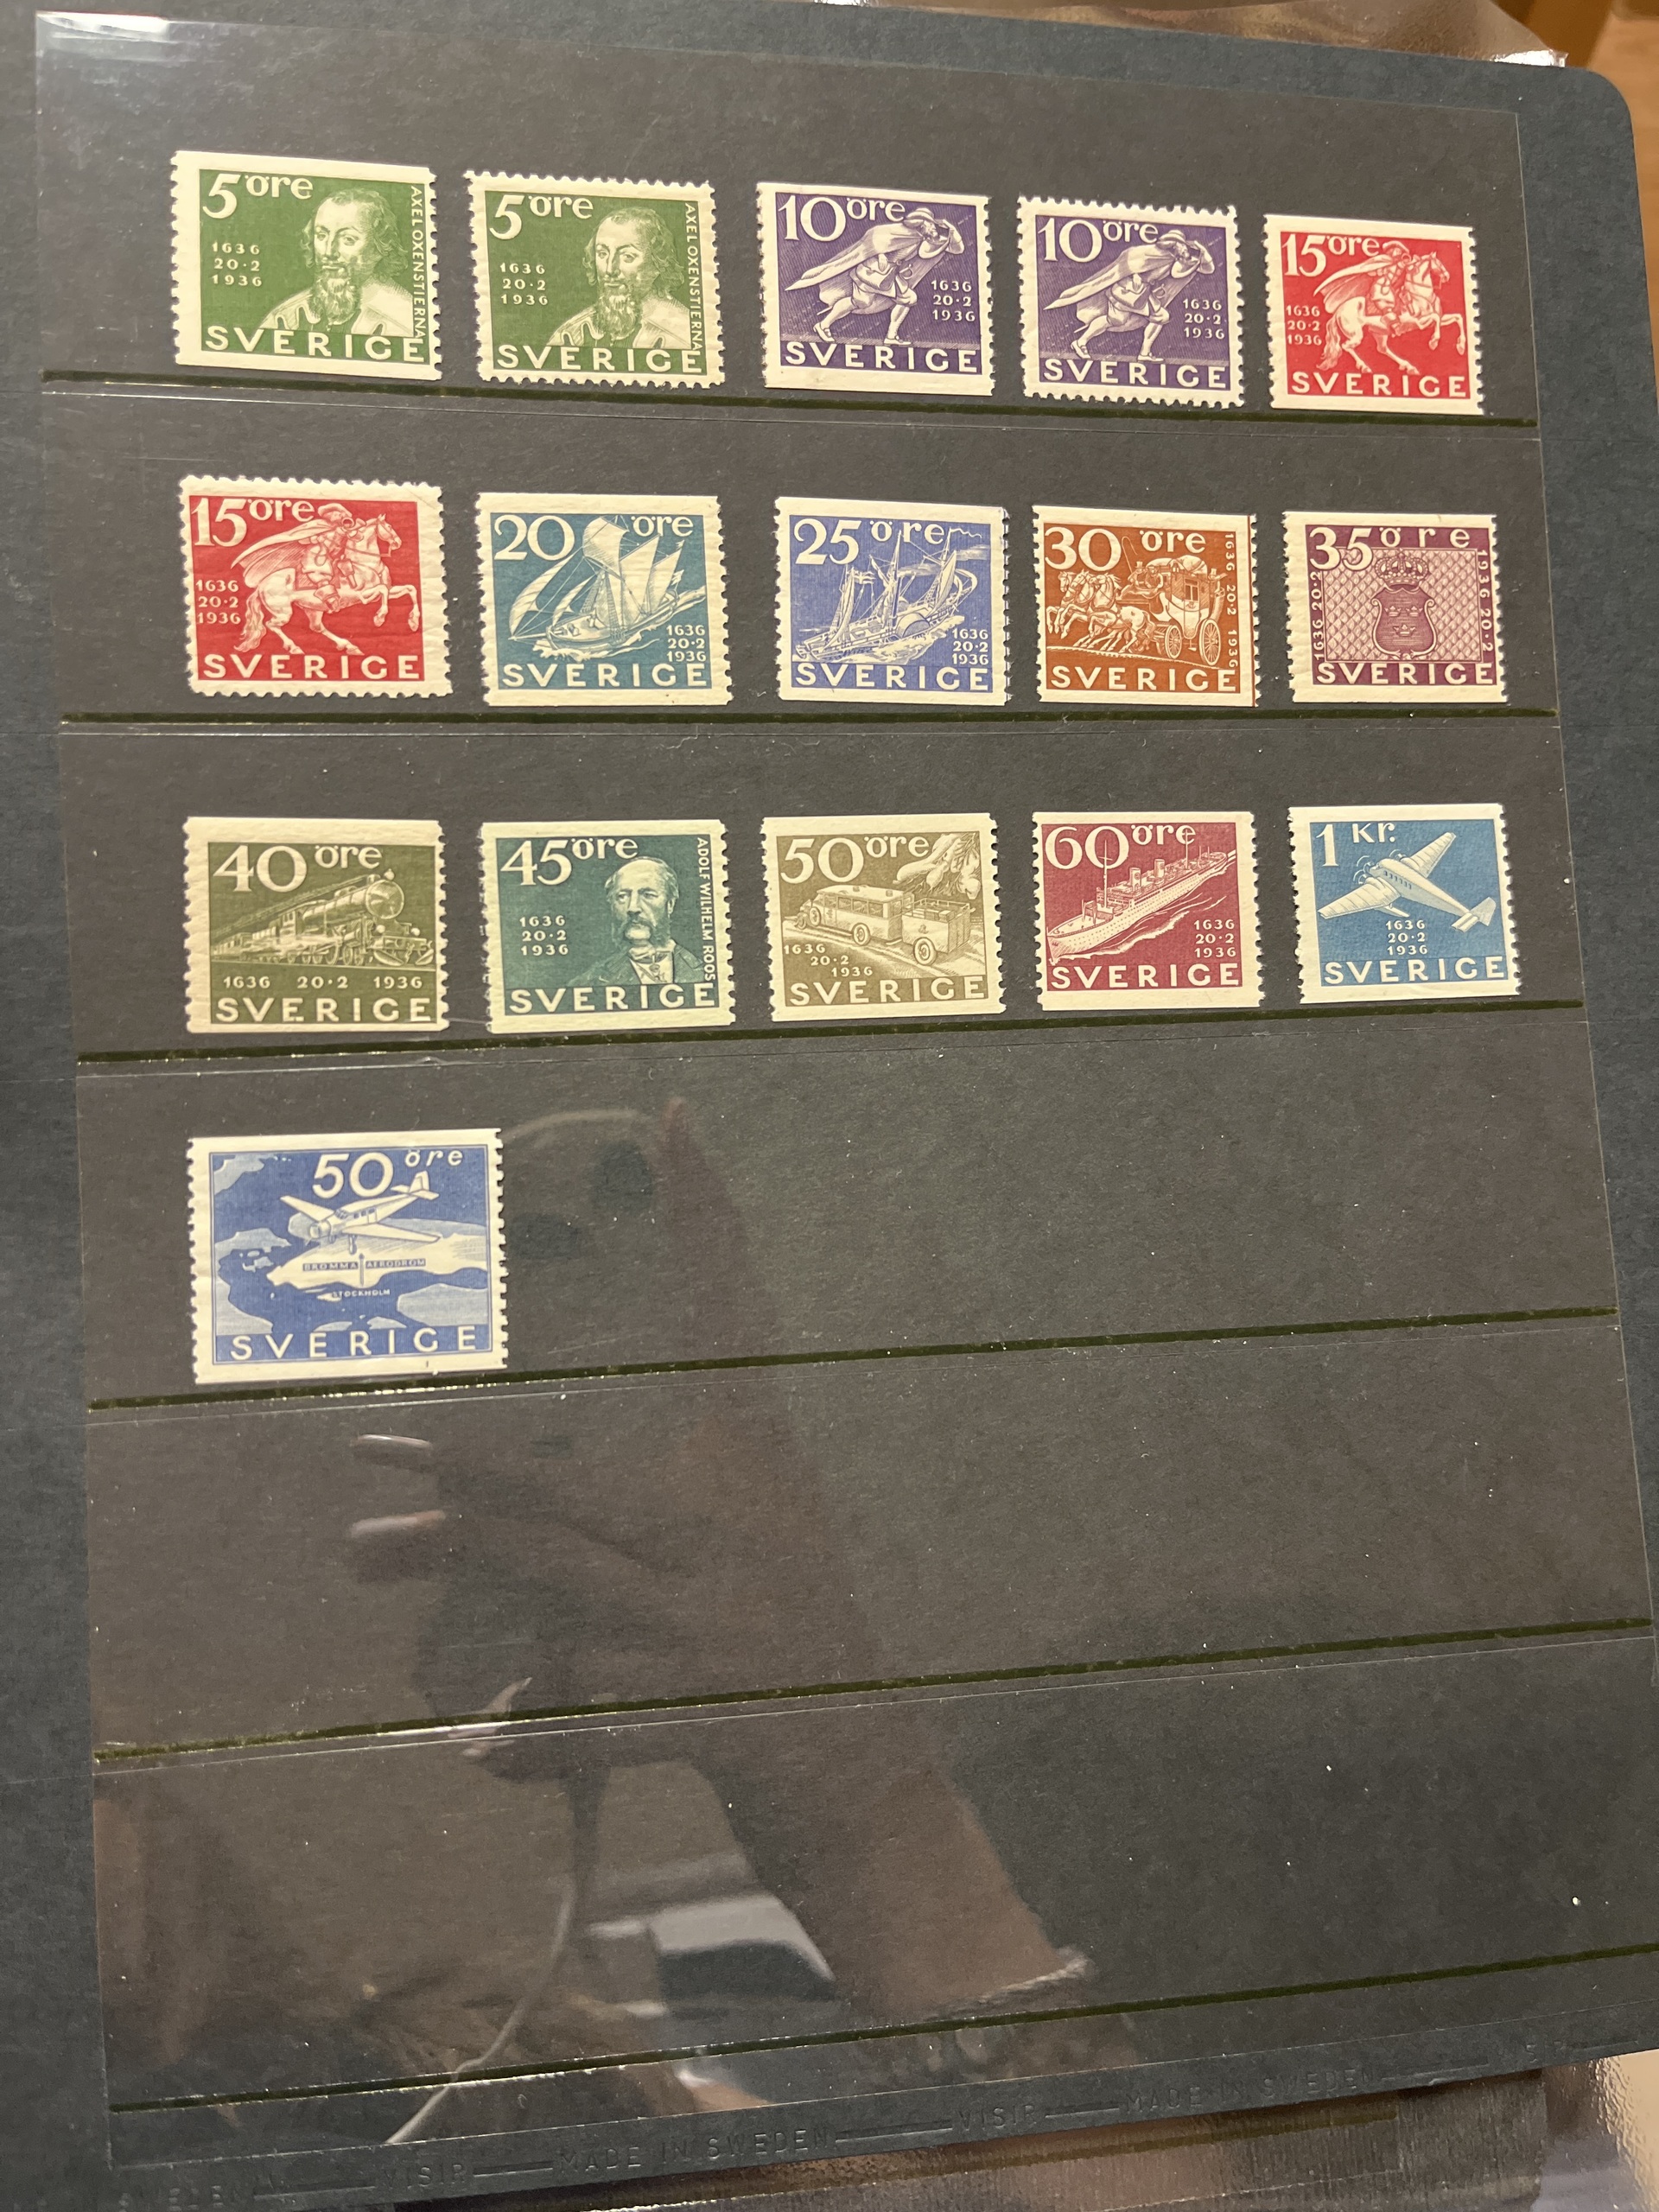 5 öre
AXEL OXENSTIERNA
1636
20·2
1936
SVERIGE
5 öre
AXEL OXENSTIERNA
1636
20·2
1936
SVERIGE
10 öre
1636
20·2
1936
SVERIGE
10 öre
1636
20·2
1936
SVERIGE
15 öre
1636
20·2
1936
SVERIGE
15 öre
1636
20·2
1936
SVERIGE
20 öre
1636
20·2
1936
SVERIGE
25 öre
1636
20·2
1936
SVERIGE
30 öre
1636 20·2 1936
SVERIGE
35 öre
1636 20·2
1936 20·2
SVERIGE
40 öre
1636 20·2 1936
SVERIGE
45 öre
ADOLF WILHELM ROOS
1636
20·2
1936
SVERIGE
50 öre
1636
20·2
1936
SVERIGE
60 öre
1636
20·2
1936
SVERIGE
1 Kr.
1636
20·2
1936
SVERIGE
50 öre
BROMMA AERODROM
STOCKHOLM
SVERIGE
VISIR MADE IN SWEDEN VISIR MADE IN SWEDEN